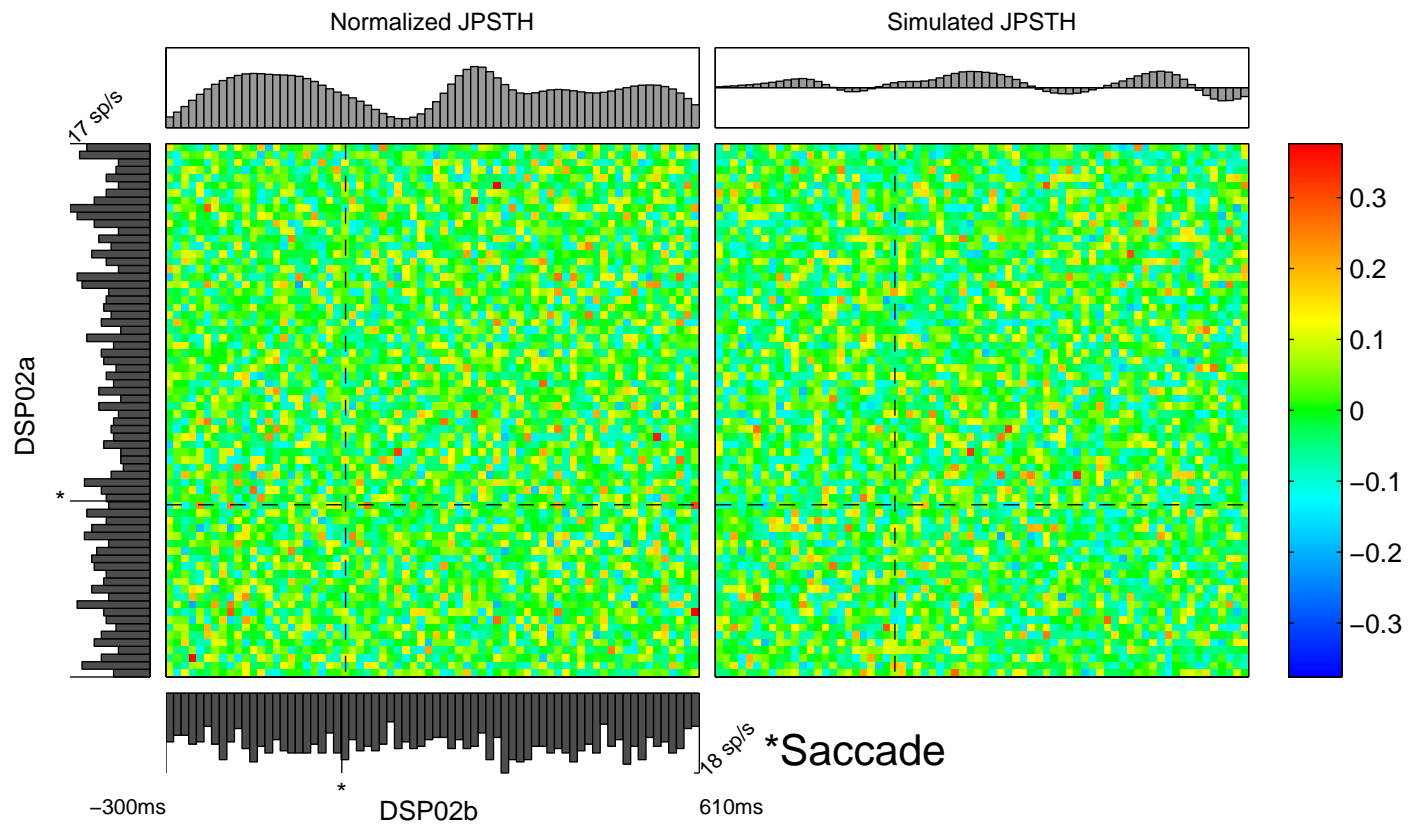 Normalized JPSTH
Simulated JPSTH
17 sp/s
DSP02a
*
0.3
0.2
0.1
0
−0.1
−0.2
−0.3
18 sp/s
*Saccade
*
−300ms
DSP02b
610ms